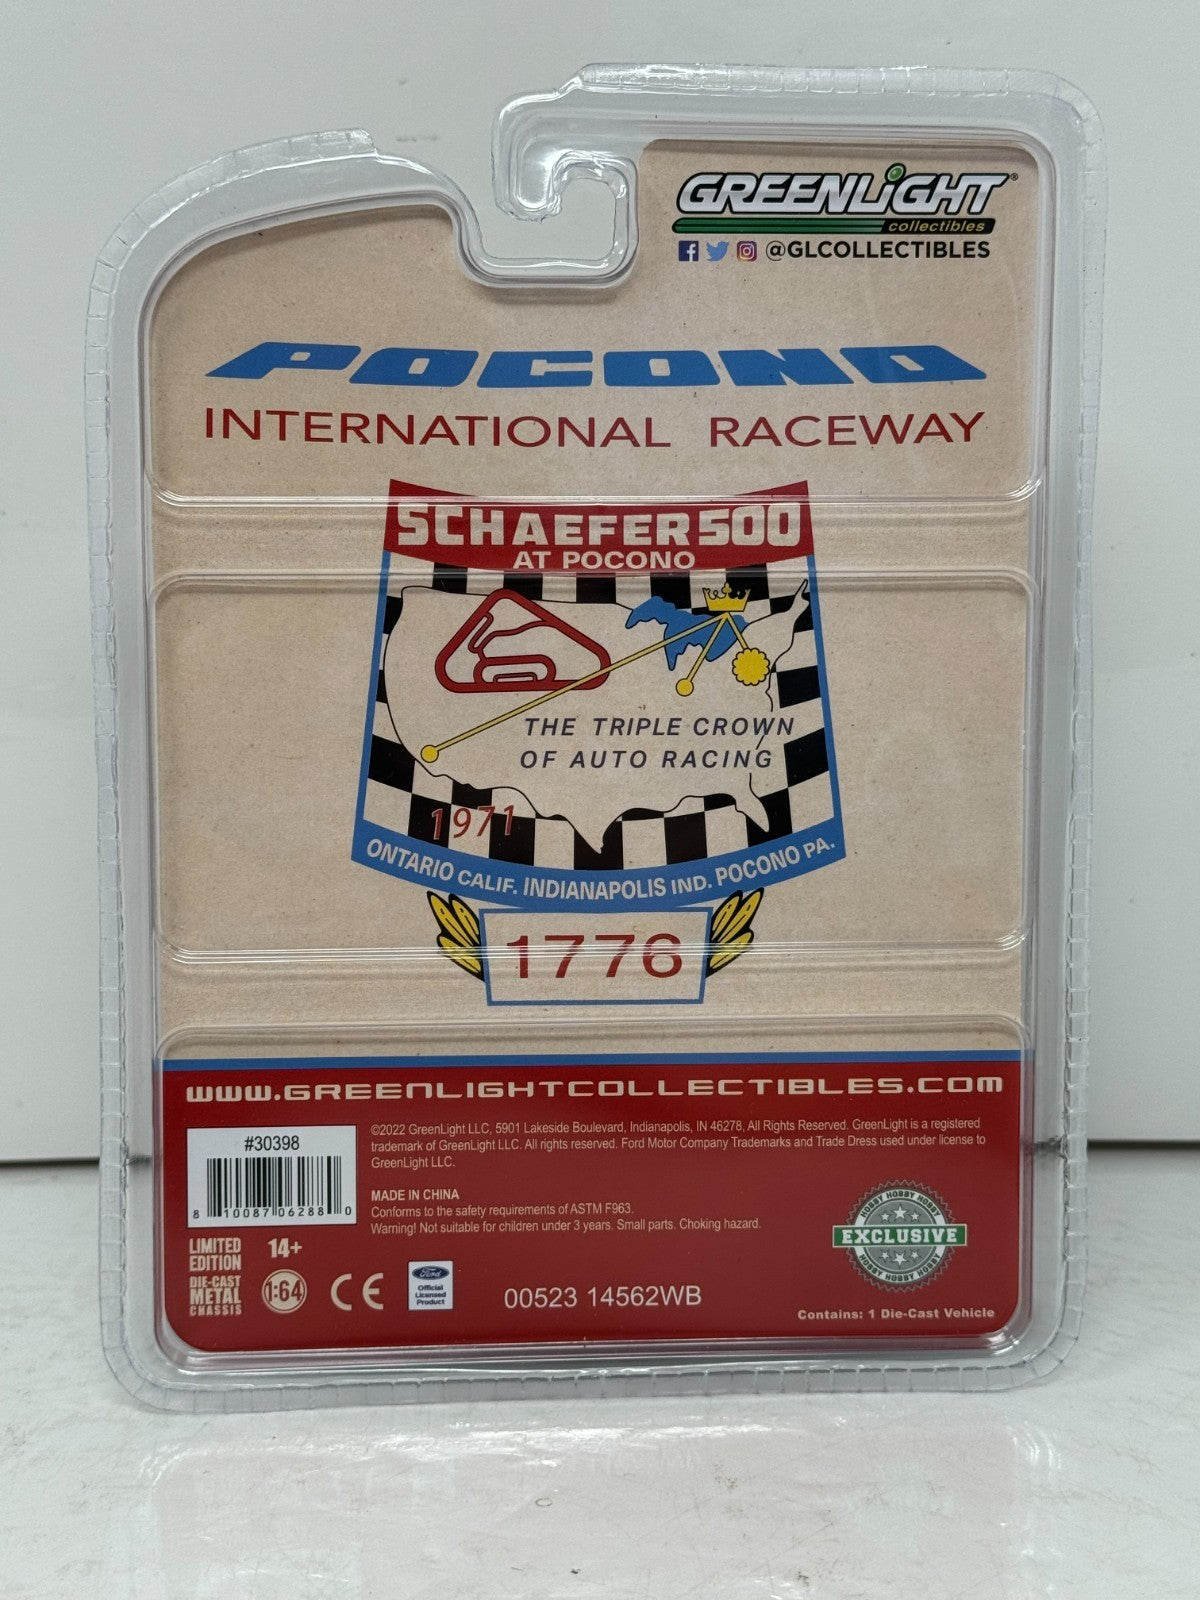 GREENLIGHT®
collectibles
@GLCOLLECTIBLES
POCONO
INTERNATIONAL RACEWAY
SCHAEFER 500
AT POCONO
THE TRIPLE CROWN
OF AUTO RACING
1971
ONTARIO CALIF. INDIANAPOLIS IND. POCONO PA.
1776
WWW.GREENLIGHTCOLLECTIBLES.COM
#30398
8 10087 06288 0
©2022 GreenLight LLC, 5901 Lakeside Boulevard, Indianapolis, IN 46278, All Rights Reserved. GreenLight is a registered
trademark of GreenLight LLC. All rights reserved. Ford Motor Company Trademarks and Trade Dress used under license to
GreenLight LLC.
MADE IN CHINA
Conforms to the safety requirements of ASTM F963.
Warning! Not suitable for children under 3 years. Small parts. Choking hazard.
LIMITED
EDITION
DIE-CAST
METAL
CHASSIS
14+
1:64
CE
Ford
Official
Licensed
Product
00523 14562WB
HOBBY HOBBY HOBBY
EXCLUSIVE
HOBBY HOBBY HOBBY
Contains: 1 Die-Cast Vehicle